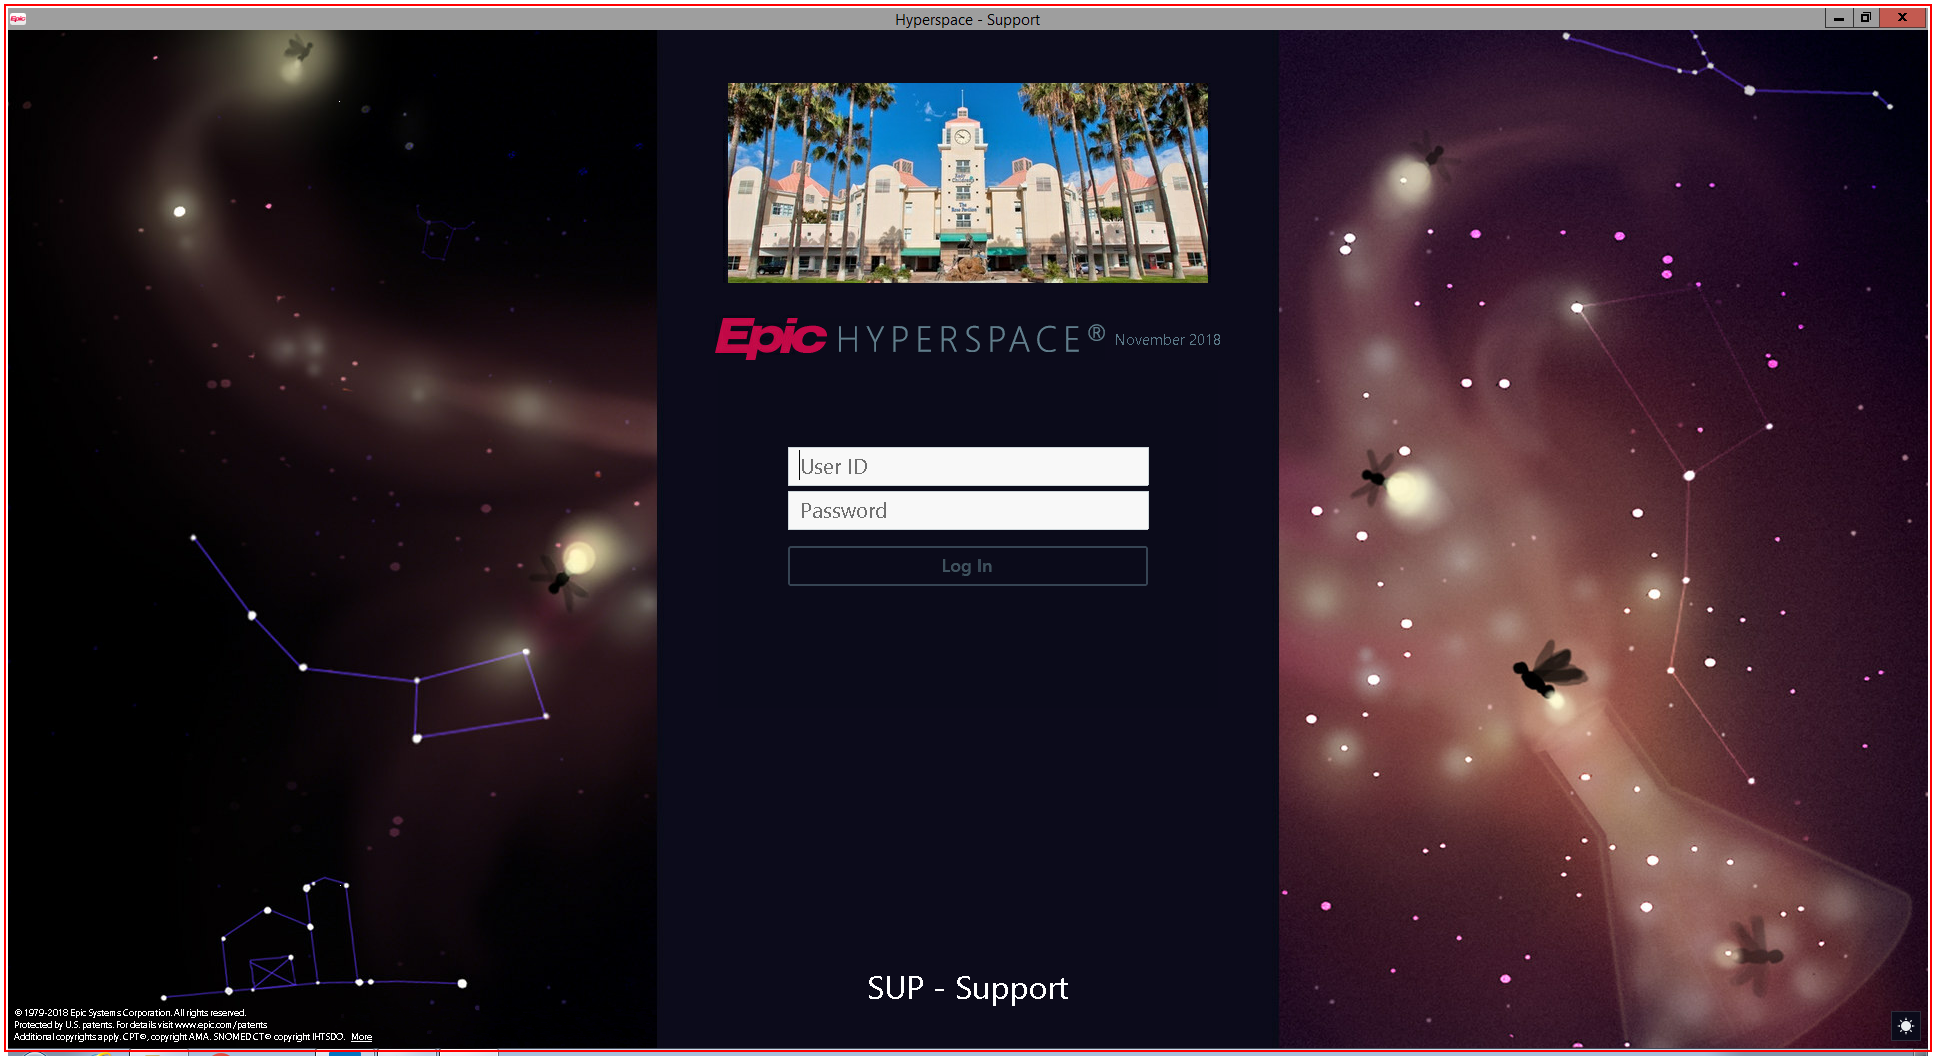 Epic
Hyperspace - Support
Epic HYPERSPACE® November 2018
User ID
Password
Log In
SUP - Support
© 1979-2018 Epic Systems Corporation. All rights reserved.
Protected by U.S. patents. For details visit www.epic.com/patents
Additional copyrights apply. CPT©, copyright AMA. SNOMED CT© copyright IHTSDO. More